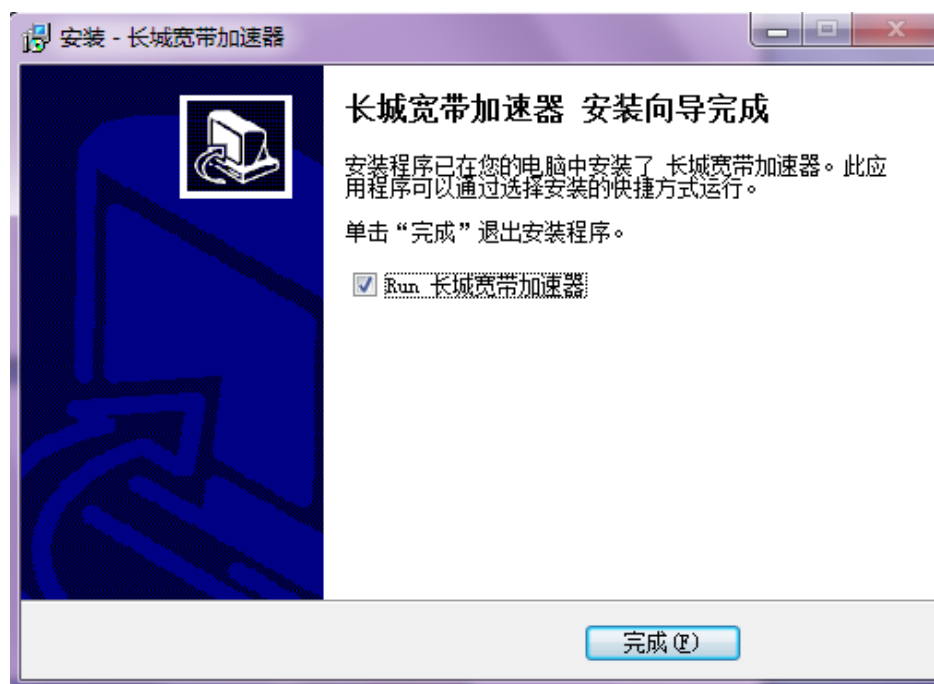 安装 - 长城宽带加速器
长城宽带加速器 安装向导完成
安装程序已在您的电脑中安装了 长城宽带加速器。此应
用程序可以通过选择安装的快捷方式运行。
单击“完成”退出安装程序。
Run 长城宽带加速器
完成(F)